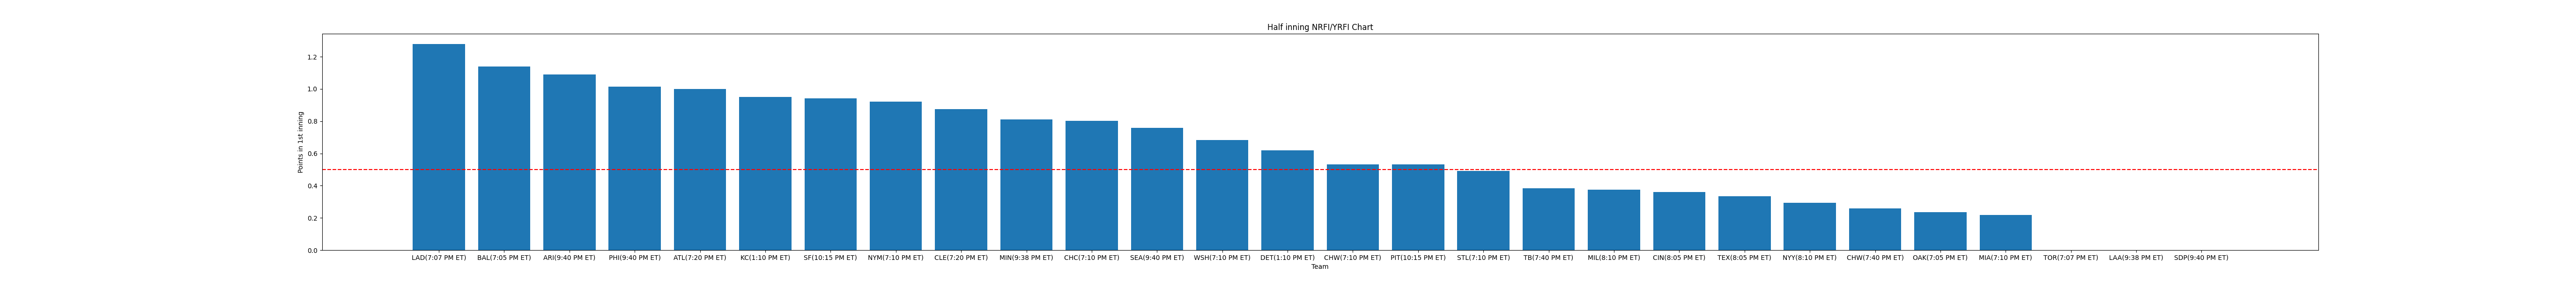 Half inning NRFI/YRFI Chart
Points in 1st inning
1.2
1.0
0.8
0.6
0.4
0.2
0.0
LAD(7:07 PM ET) BAL(7:05 PM ET) ARI(9:40 PM ET) PHI(9:40 PM ET) ATL(7:20 PM ET) KC(1:10 PM ET) SF(10:15 PM ET) NYM(7:10 PM ET) CLE(7:20 PM ET) MIN(9:38 PM ET) CHC(7:10 PM ET) SEA(9:40 PM ET) WSH(7:10 PM ET) DET(1:10 PM ET) CHW(7:10 PM ET) PIT(10:15 PM ET) STL(7:10 PM ET) TB(7:40 PM ET) MIL(8:10 PM ET) CIN(8:05 PM ET) TEX(8:05 PM ET) NYY(8:10 PM ET) CHW(7:40 PM ET) OAK(7:05 PM ET) MIA(7:10 PM ET) TOR(7:07 PM ET) LAA(9:38 PM ET) SDP(9:40 PM ET)
Team